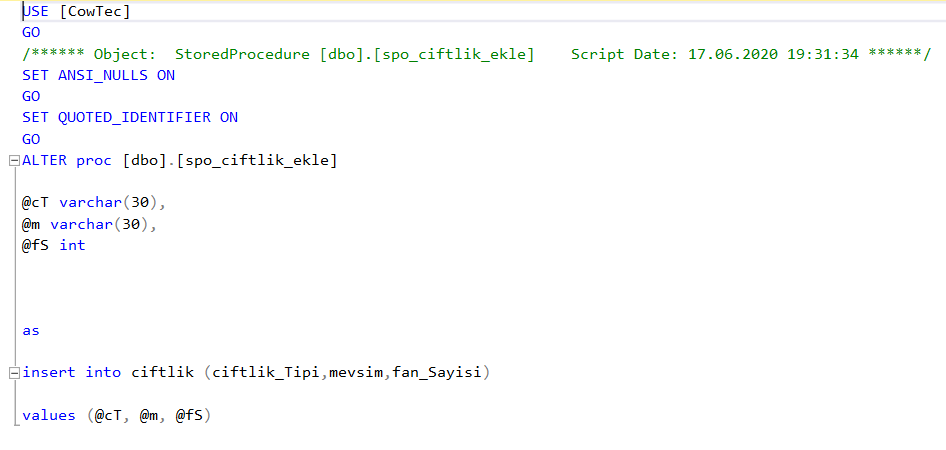 USE [CowTec]
GO
/****** Object:  StoredProcedure [dbo].[spo_ciftlik_ekle]    Script Date: 17.06.2020 19:31:34 ******/
SET ANSI_NULLS ON
GO
SET QUOTED_IDENTIFIER ON
GO
ALTER proc [dbo].[spo_ciftlik_ekle]
@cT varchar(30),
@m varchar(30),
@fS int
as
insert into ciftlik (ciftlik_Tipi,mevsim,fan_Sayisi)
values (@cT, @m, @fS)